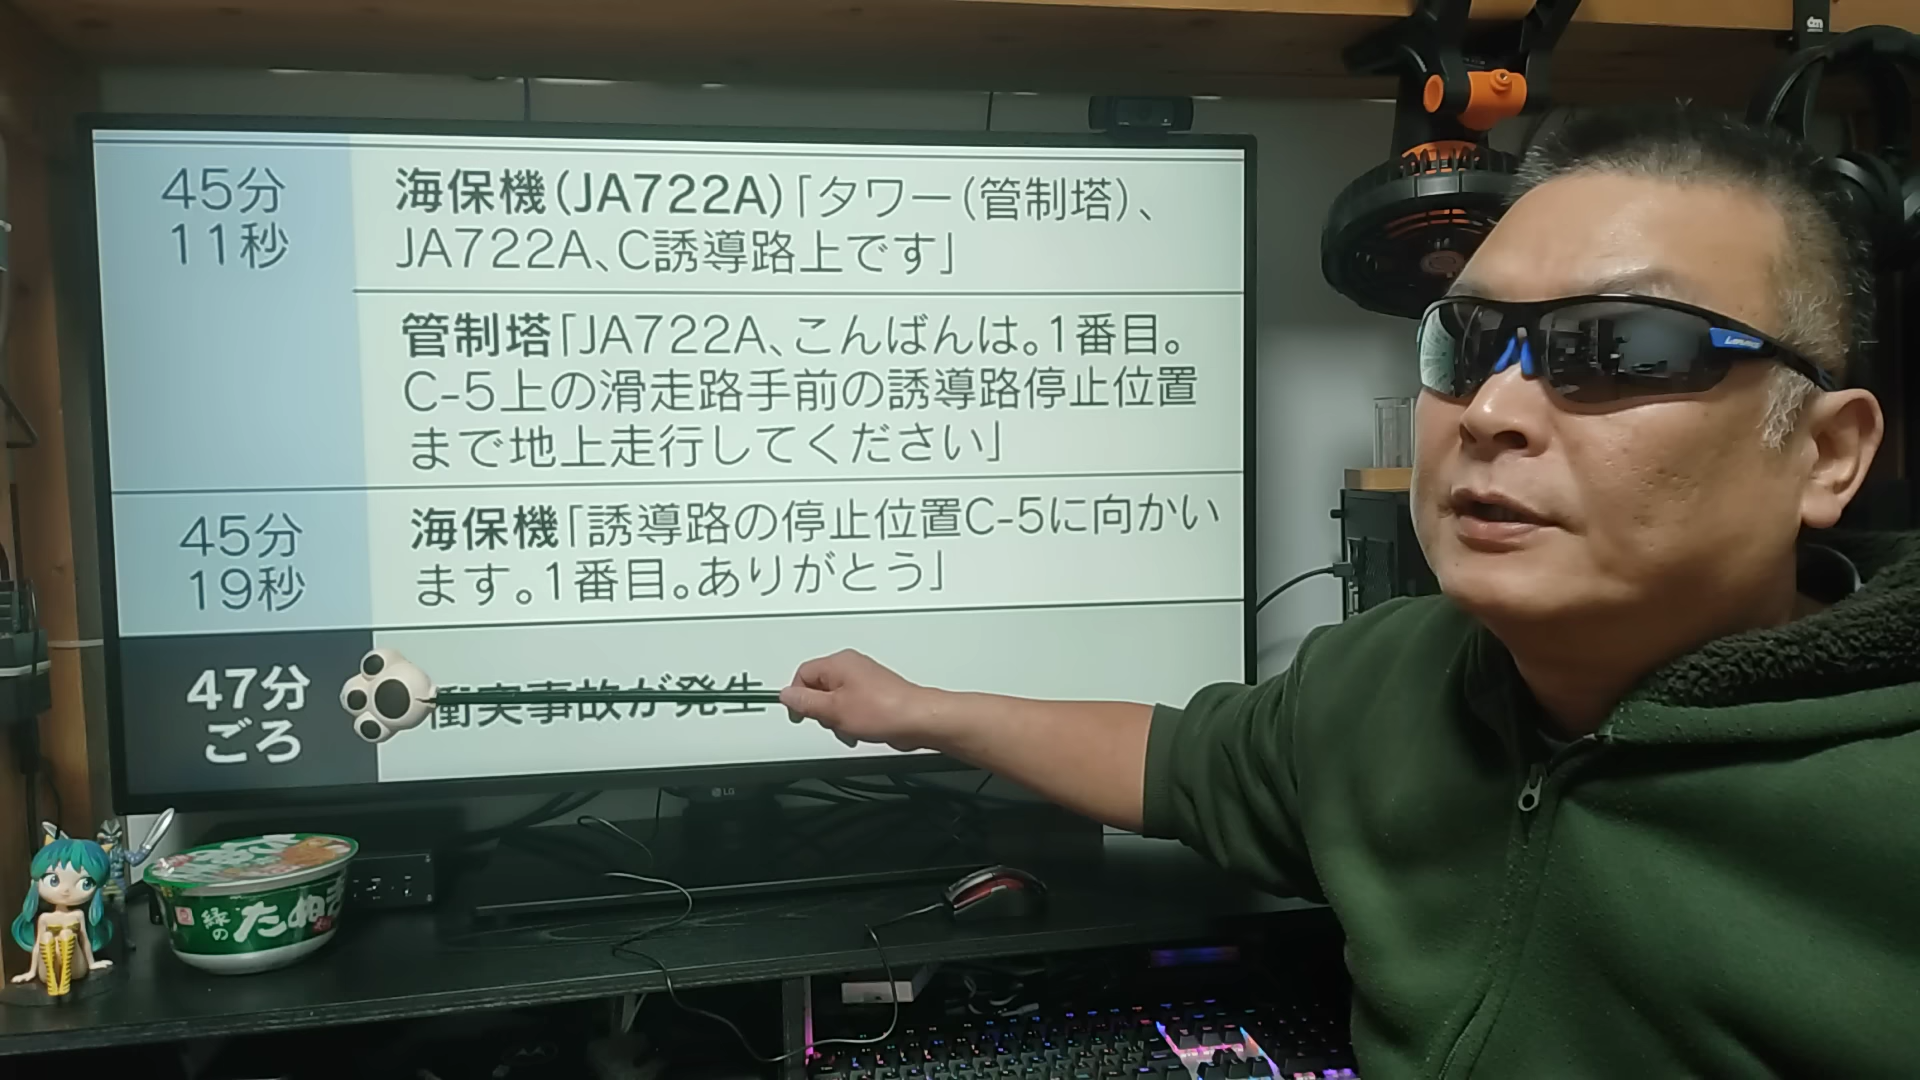 45分
11秒
海保機(JA722A)「タワー(管制塔)、
JA722A、C誘導路上です」
管制塔「JA722A、こんばんは。1番目。
C-5上の滑走路手前の誘導路停止位置
まで地上走行してください」
45分
19秒
海保機「誘導路の停止位置C-5に向かい
ます。1番目。ありがとう」
47分
ごろ
衝突事故が発生
LG
緑の
たぬき